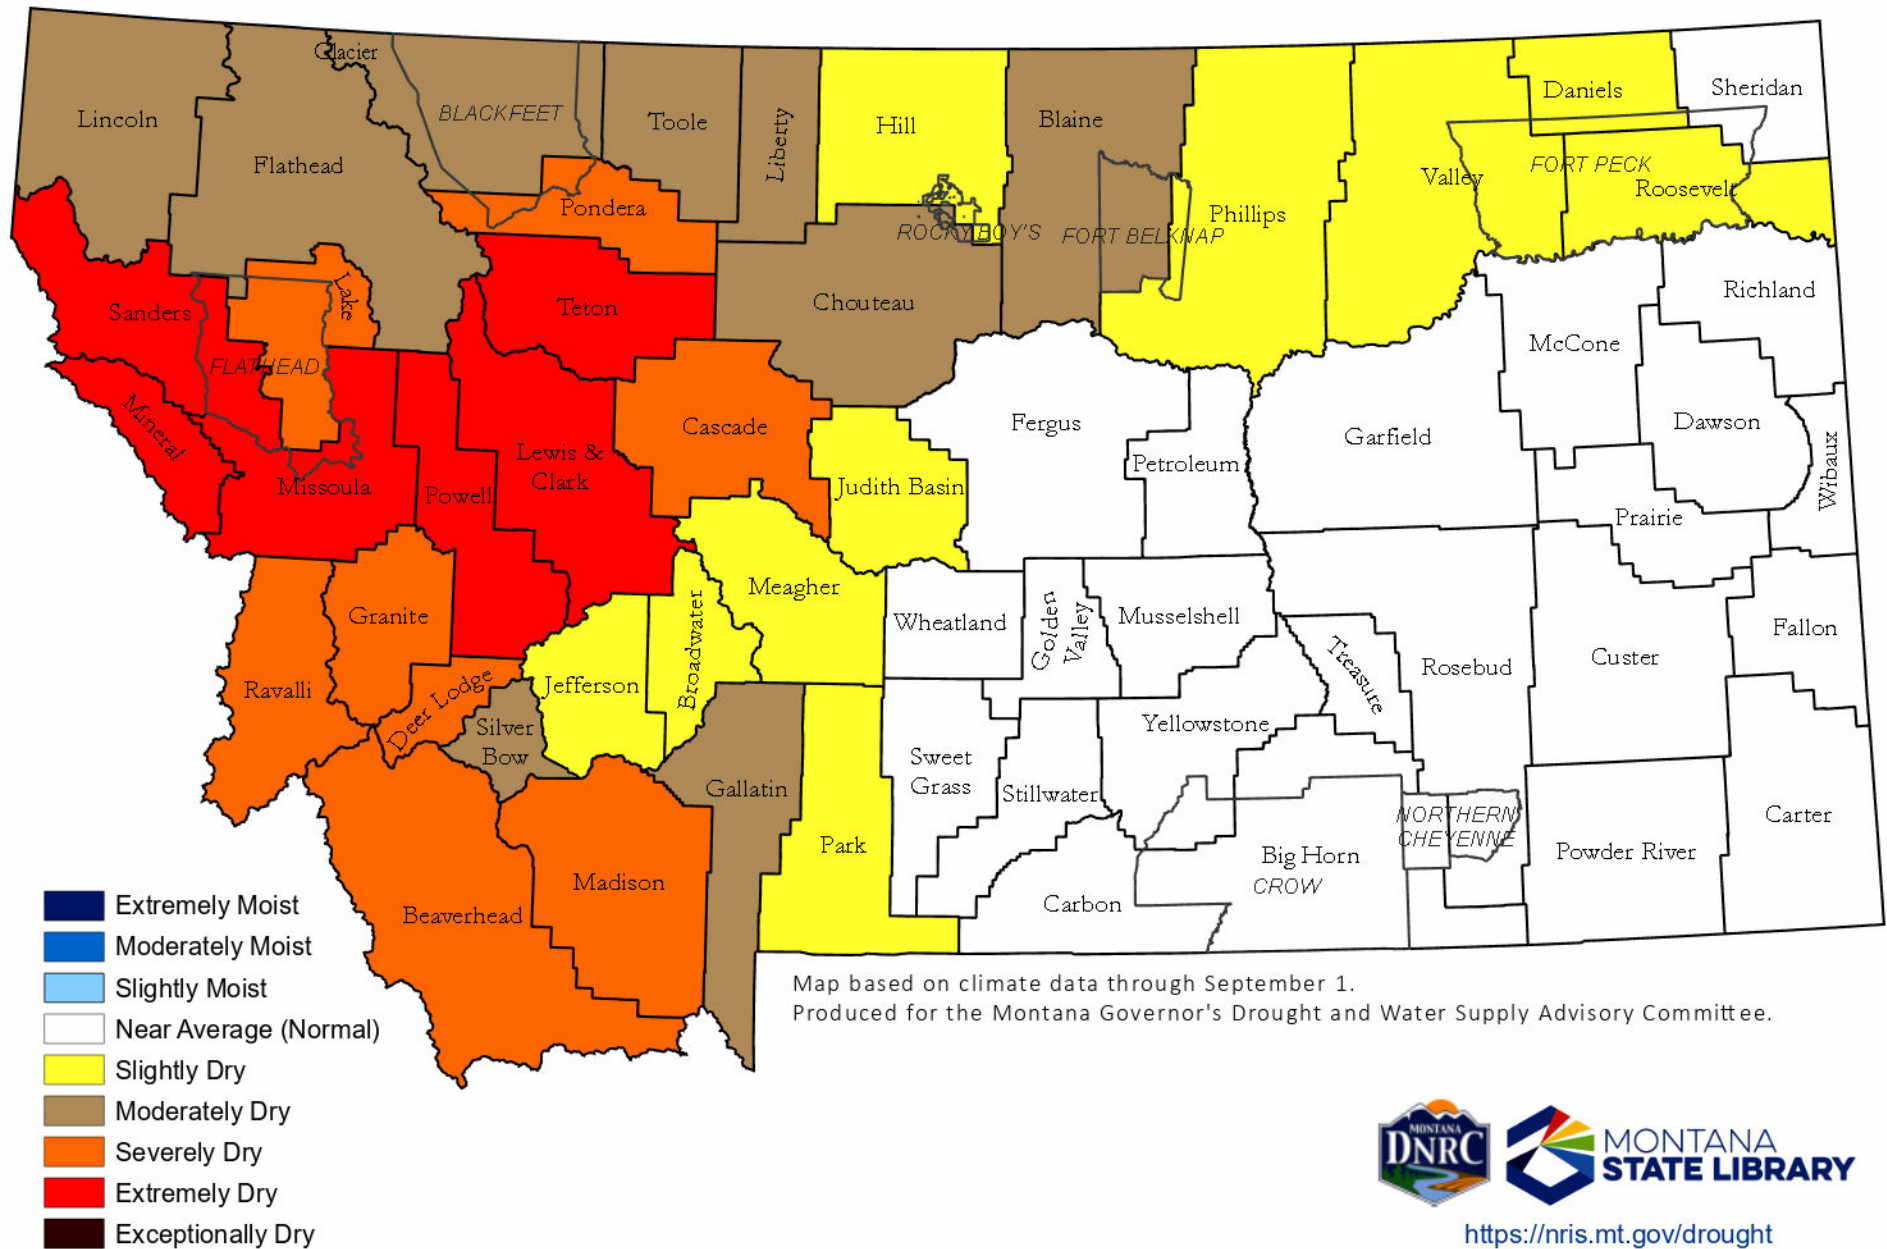 Glacier
Lincoln
Flathead
BLACKFEET
Toole
Liberty
Hill
Blaine
Daniels
Sheridan
Pondera
ROCKY BOY'S
FORT BELKNAP
Phillips
Valley
FORT PECK
Roosevelt
Sanders
Lake
Teton
Chouteau
Richland
McCone
FLATHEAD
Mineral
Missoula
Powell
Lewis &
Clark
Cascade
Judith Basin
Fergus
Petroleum
Garfield
Dawson
Wibaux
Prairie
Ravalli
Granite
Deer Lodge
Silver
Bow
Jefferson
Broadwater
Meagher
Wheatland
Golden
Valley
Musselshell
Treasure
Rosebud
Custer
Fallon
Beaverhead
Madison
Gallatin
Park
Sweet
Grass
Stillwater
Yellowstone
Carbon
Big Horn
CROW
NORTHERN
CHEYENNE
Powder River
Carter
Extremely Moist
Moderately Moist
Slightly Moist
Near Average (Normal)
Slightly Dry
Moderately Dry
Severely Dry
Extremely Dry
Exceptionally Dry
Map based on climate data through September 1.
Produced for the Montana Governor's Drought and Water Supply Advisory Committee.
MONTANA
DNRC
MONTANA
STATE LIBRARY
https://nris.mt.gov/drought